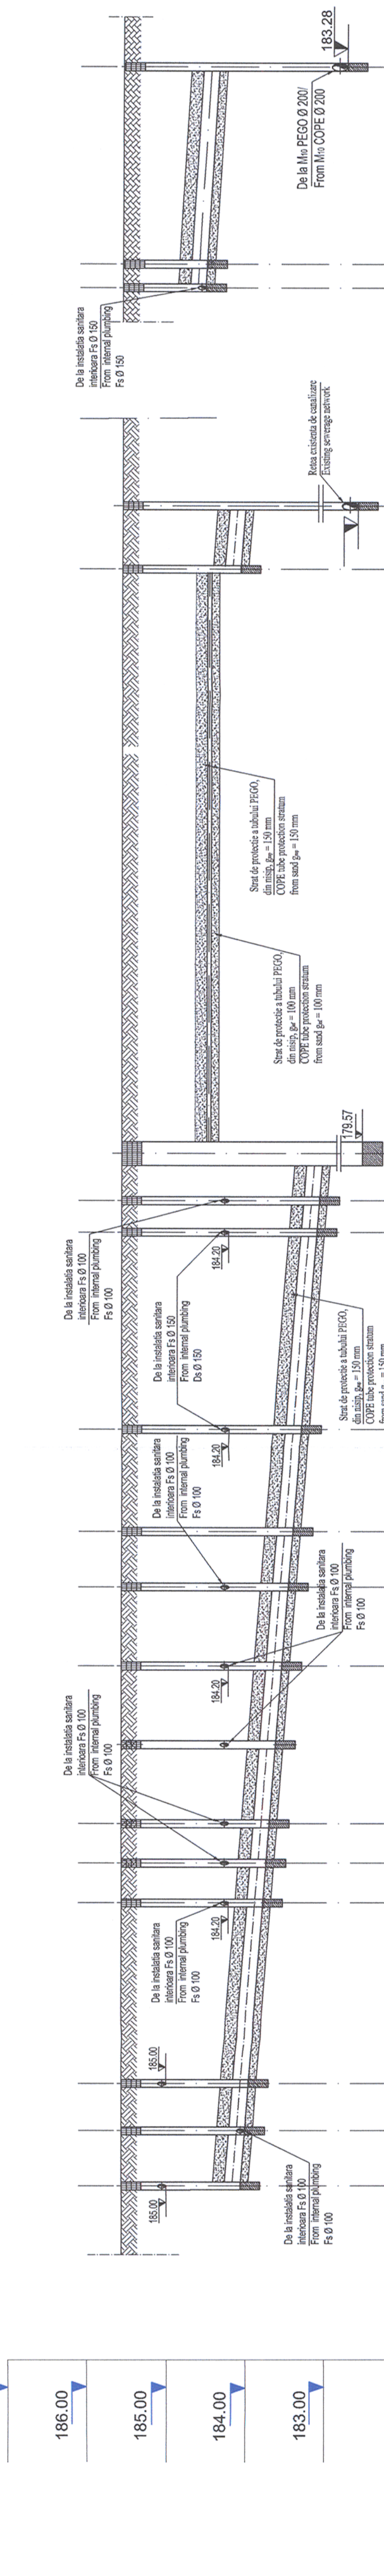 183.28
De la M10 PEGO Ø 200/
From M10 COPE Ø 200
De la instalatia sanitara
interioara Fs Ø 150
From internal plumbing
Fs Ø 150
Retea existenta de canalizare
Existing sewerage network
Strat de protectie a tubului PEGO,
din nisip, g = 150 mm
COPE tube protection stratum
from sand g = 150 mm
Strat de protectie a tubului PEGO,
din nisip, g = 100 mm
COPE tube protection stratum
from sand g = 100 mm
179.57
De la instalatia sanitara
interioara Fs Ø 100
From internal plumbing
Fs Ø 100
184.20
De la instalatia sanitara
interioara Fs Ø 150
From internal plumbing
Ds Ø 150
Strat de protectie a tubului PEGO,
din nisip, g = 150 mm
COPE tube protection stratum
184.20
De la instalatia sanitara
interioara Fs Ø 100
From internal plumbing
Fs Ø 100
De la instalatia sanitara
interioara Fs Ø 100
From internal plumbing
Fs Ø 100
184.20
De la instalatia sanitara
interioara Fs Ø 100
From internal plumbing
Fs Ø 100
184.20
De la instalatia sanitara
interioara Fs Ø 100
From internal plumbing
Fs Ø 100
185.00
185.00
De la instalatia sanitara
interioara Fs Ø 100
From internal plumbing
Fs Ø 100
186.00
185.00
184.00
183.00